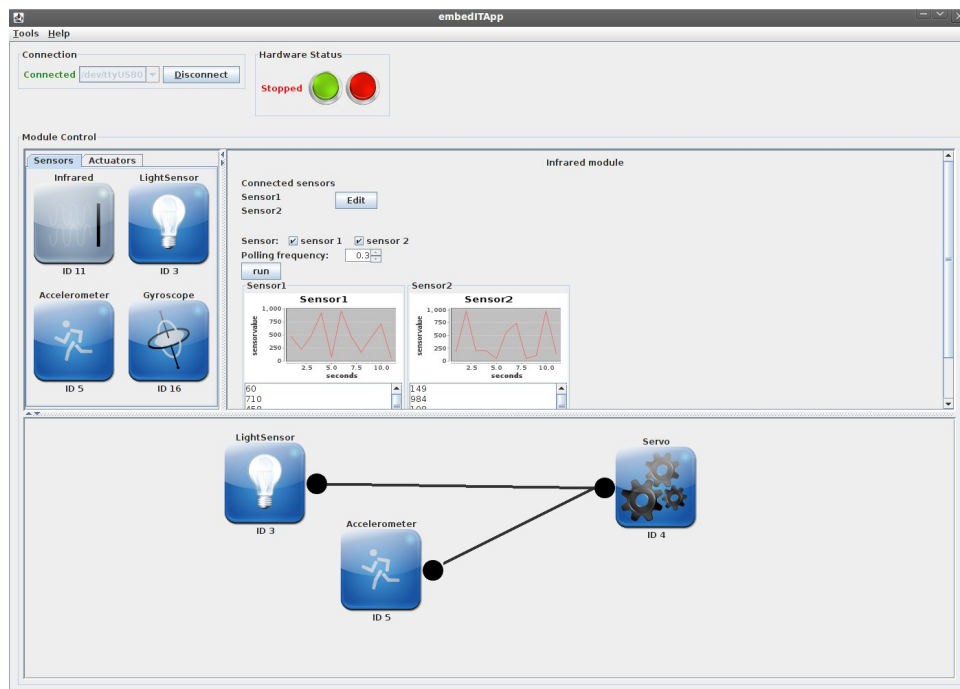 embedITApp
Tools Help
Connection
Connected /dev/ttyUSB0 Disconnect
Hardware Status
Stopped
Module Control
Sensors Actuators
Infrared LightSensor
ID 11 ID 3
Accelerometer Gyroscope
ID 5 ID 16
Infrared module
Connected sensors
Sensor1
Edit
Sensor2
Sensor: sensor 1 sensor 2
Polling frequency: 0.3
run
Sensor1
Sensor1
sensorvalue
1,000
750
500
250
0
2.5 5.0 7.5 10.0
seconds
60
710
Sensor2
Sensor2
sensorvalue
1,000
750
500
250
0
2.5 5.0 7.5 10.0
seconds
149
984
LightSensor
ID 3
Accelerometer
ID 5
Servo
ID 4